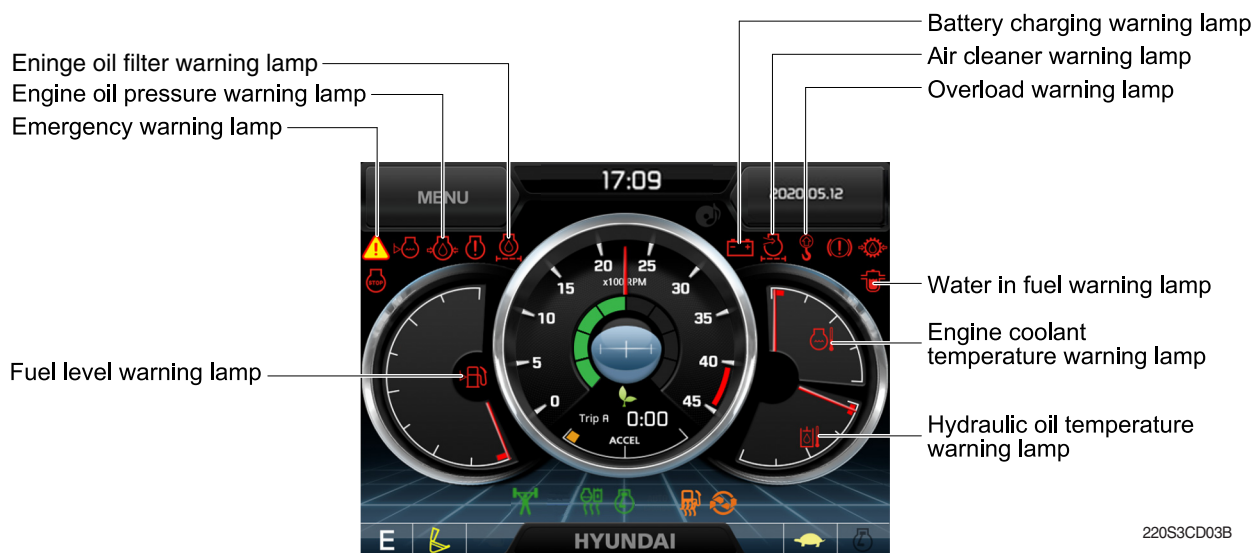 Battery charging warning lamp
Air cleaner warning lamp
Overload warning lamp
Eninge oil filter warning lamp
Engine oil pressure warning lamp
Emergency warning lamp
MENU
17:09
2020.05.12
STOP
20
25
x100 RPM
15
30
10
35
5
40
0
45
Trip A 0:00
ACCEL
Water in fuel warning lamp
Engine coolant
temperature warning lamp
Fuel level warning lamp
Hydraulic oil temperature
warning lamp
E
HYUNDAI
220S3CD03B